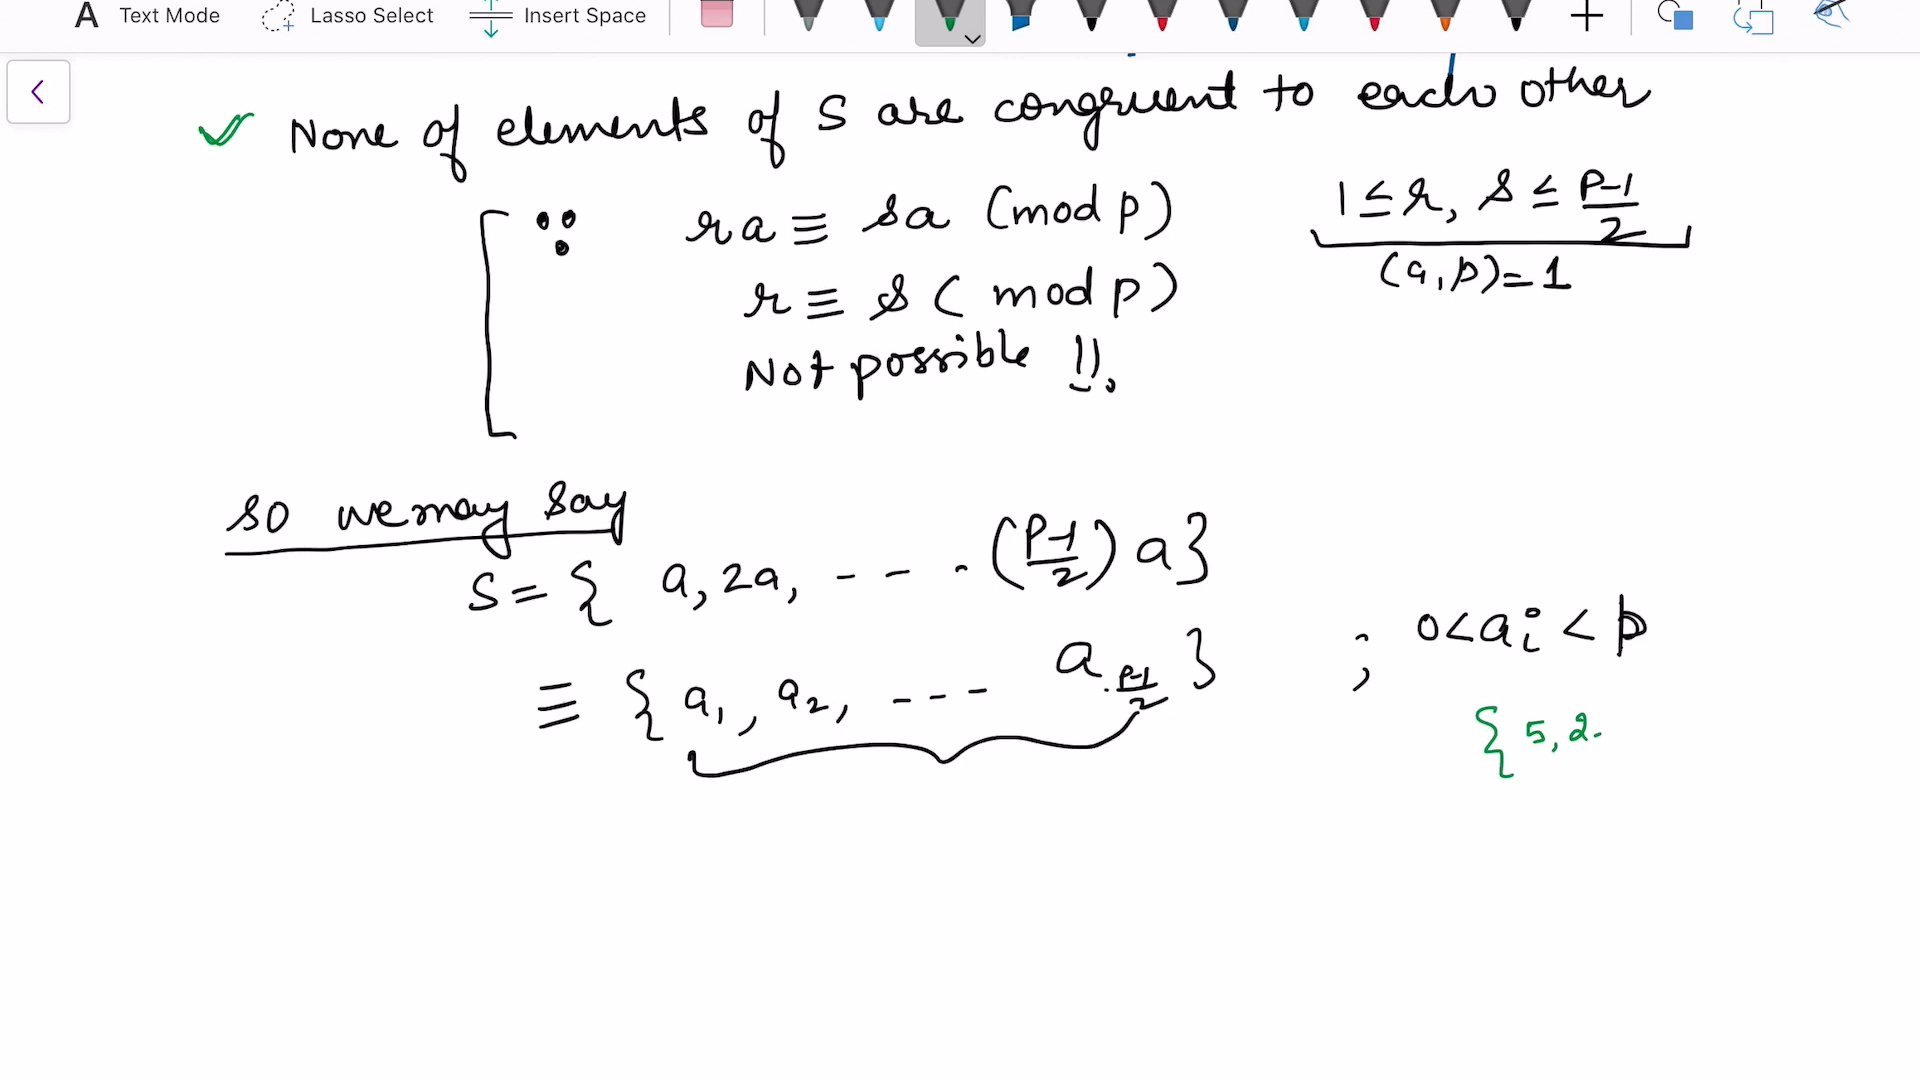 Text Mode Lasso Select Insert Space
None of elements of S are congruent to each other
∵ ra ≡ sa (mod p) 1 ≤ r, s ≤ (p-1)/2
(a, p) = 1
r ≡ s (mod p)
Not possible !!.
so we may say
S = { a, 2a, - - - . ((p-1)/2) a}
≡ { a₁, a₂, - - - a_(p-1)/2 } ; 0 < aᵢ < p
{ 5, 2.